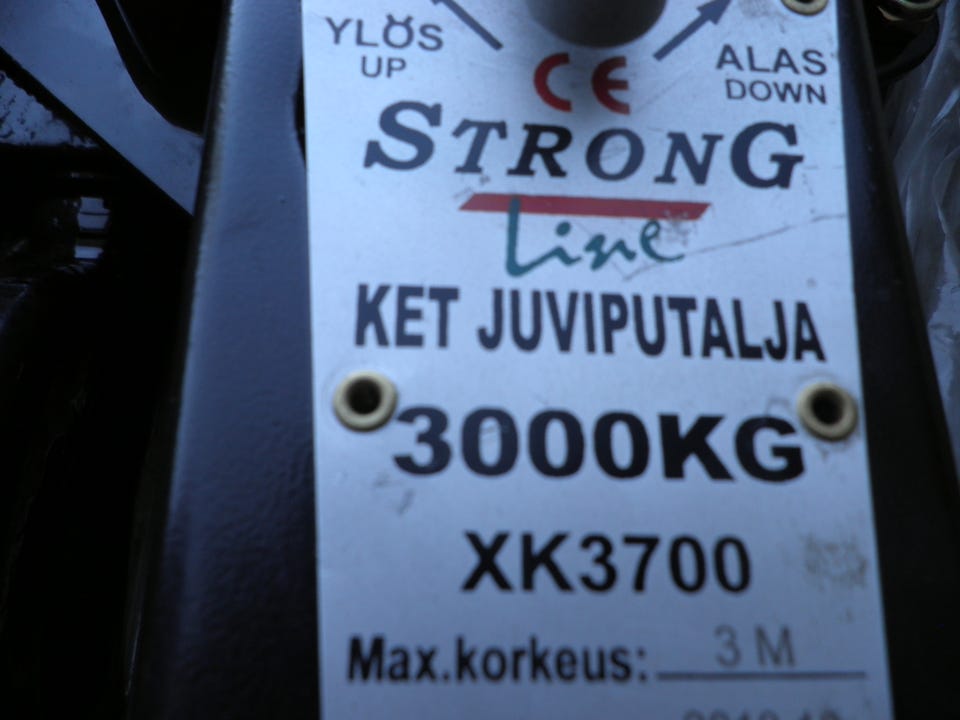 YLÖS
UP
ALAS
DOWN
CE
STRONG
Line
KET JUVIPUTALJA
3000KG
XK3700
Max.korkeus: 3 M